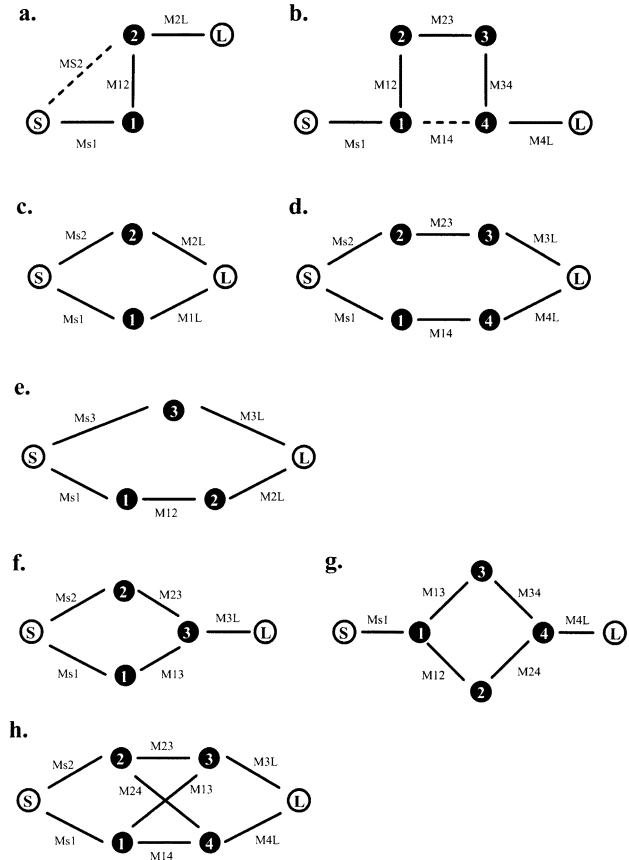 a.
2
M2L
L
MS2
M12
S
1
Ms1
b.
2
M23
3
M12
M34
S
1
4
L
Ms1
M14
M4L
c.
Ms2
2
M2L
S
L
Ms1
1
M1L
d.
Ms2
2
M23
3
M3L
S
L
Ms1
1
M14
4
M4L
e.
Ms3
3
M3L
S
L
Ms1
1
M12
2
M2L
f.
Ms2
2
M23
S
3
M3L
L
Ms1
1
M13
g.
3
M13
M34
S
Ms1
1
4
M4L
L
M12
M24
2
h.
Ms2
2
M23
3
M3L
M24
M13
S
L
Ms1
1
M14
4
M4L